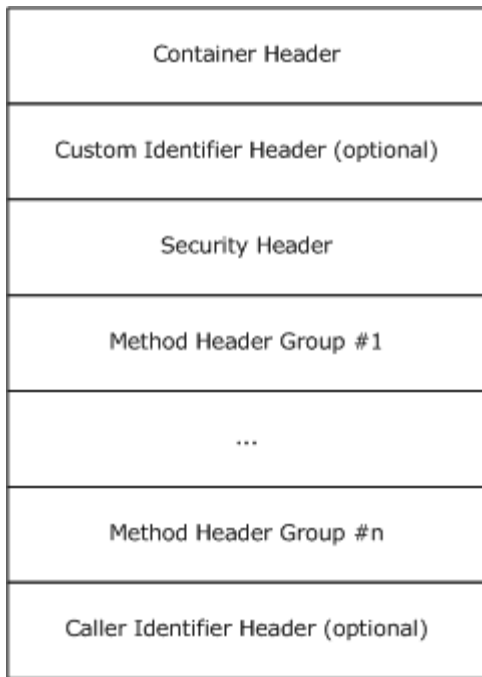 Container Header
Custom Identifier Header (optional)
Security Header
Method Header Group #1
...
Method Header Group #n
Caller Identifier Header (optional)